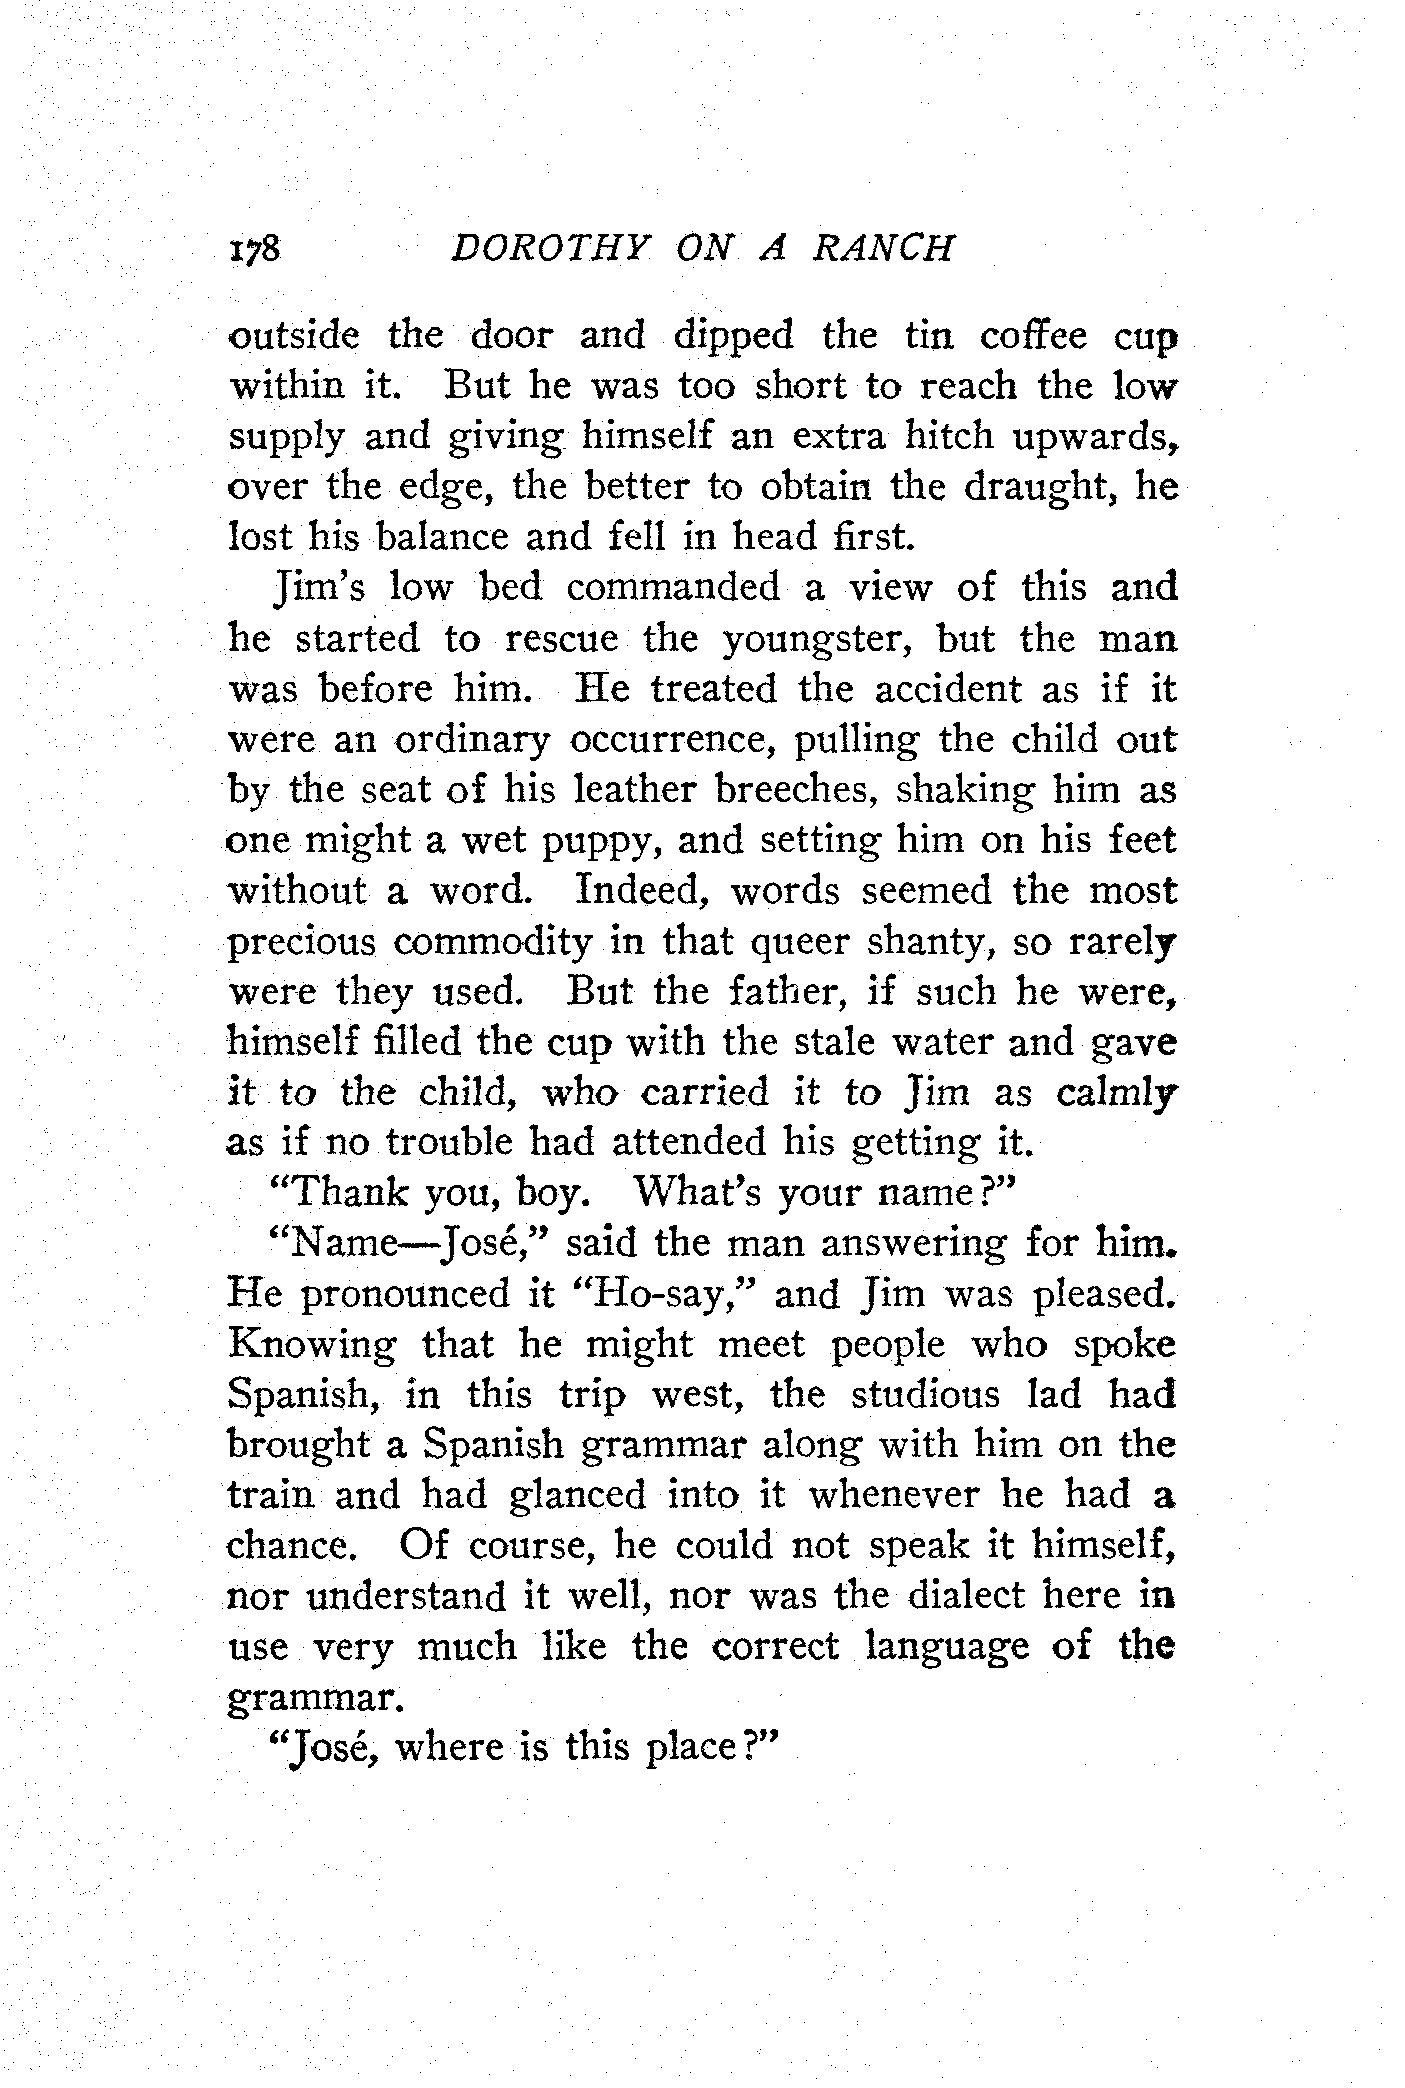 178 DOROTHY ON A RANCH
outside the door and dipped the tin coffee cup
within it. But he was too short to reach the low
supply and giving himself an extra hitch upwards,
over the edge, the better to obtain the draught, he
lost his balance and fell in head first.
Jim's low bed commanded a view of this and
he started to rescue the youngster, but the man
was before him. He treated the accident as if it
were an ordinary occurrence, pulling the child out
by the seat of his leather breeches, shaking him as
one might a wet puppy, and setting him on his feet
without a word. Indeed, words seemed the most
precious commodity in that queer shanty, so rarely
were they used. But the father, if such he were,
himself filled the cup with the stale water and gave
it to the child, who carried it to Jim as calmly
as if no trouble had attended his getting it.
“Thank you, boy. What's your name?”
“Name—José,” said the man answering for him.
He pronounced it “Ho-say,” and Jim was pleased.
Knowing that he might meet people who spoke
Spanish, in this trip west, the studious lad had
brought a Spanish grammar along with him on the
train and had glanced into it whenever he had a
chance. Of course, he could not speak it himself,
nor understand it well, nor was the dialect here in
use very much like the correct language of the
grammar.
“José, where is this place?”